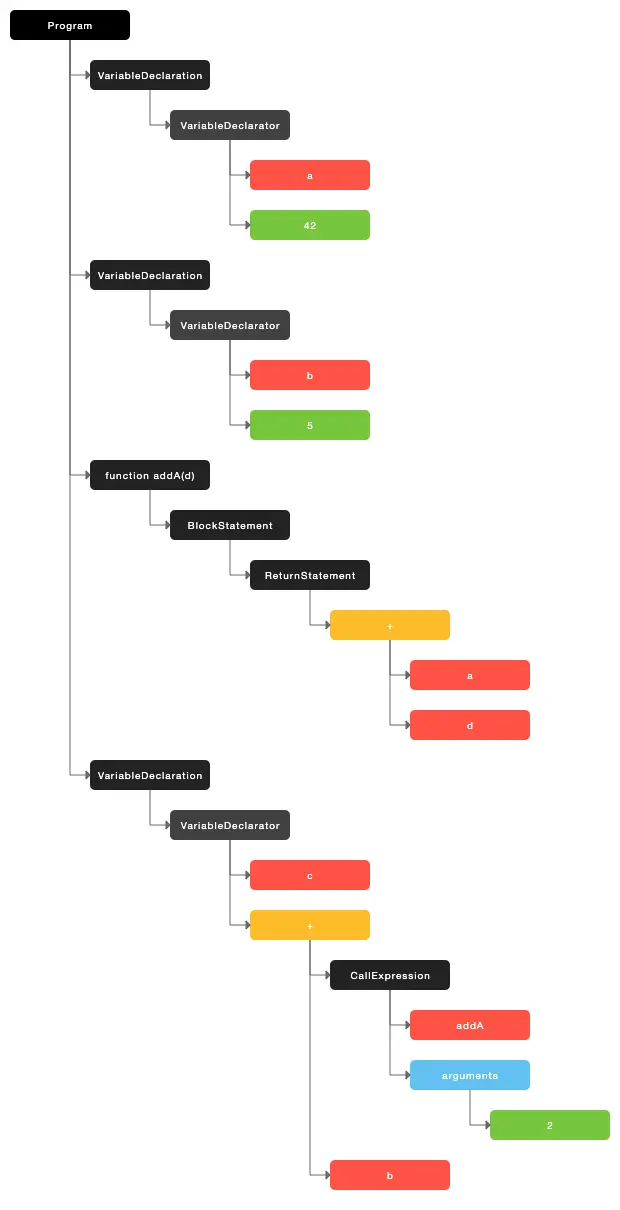 Program
VariableDeclaration
VariableDeclarator
a
42
VariableDeclaration
VariableDeclarator
b
5
function addA(d)
BlockStatement
ReturnStatement
+
a
d
VariableDeclaration
VariableDeclarator
c
+
CallExpression
addA
arguments
2
b